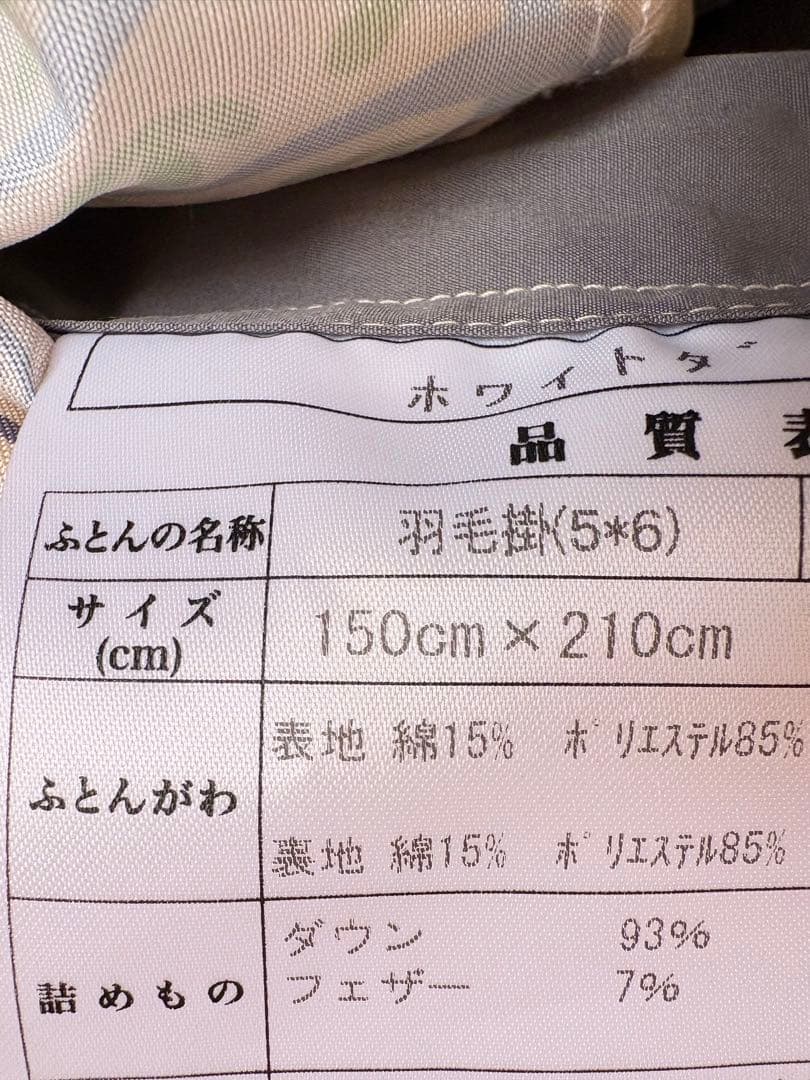 ホワイトダ
品質表
ふとんの名称 羽毛掛(5*6)
サイズ
(cm) 150cm×210cm
ふとんがわ
表地 綿15% ポリエステル85%
裏地 綿15% ポリエステル85%
詰めもの
ダウン 93%
フェザー 7%